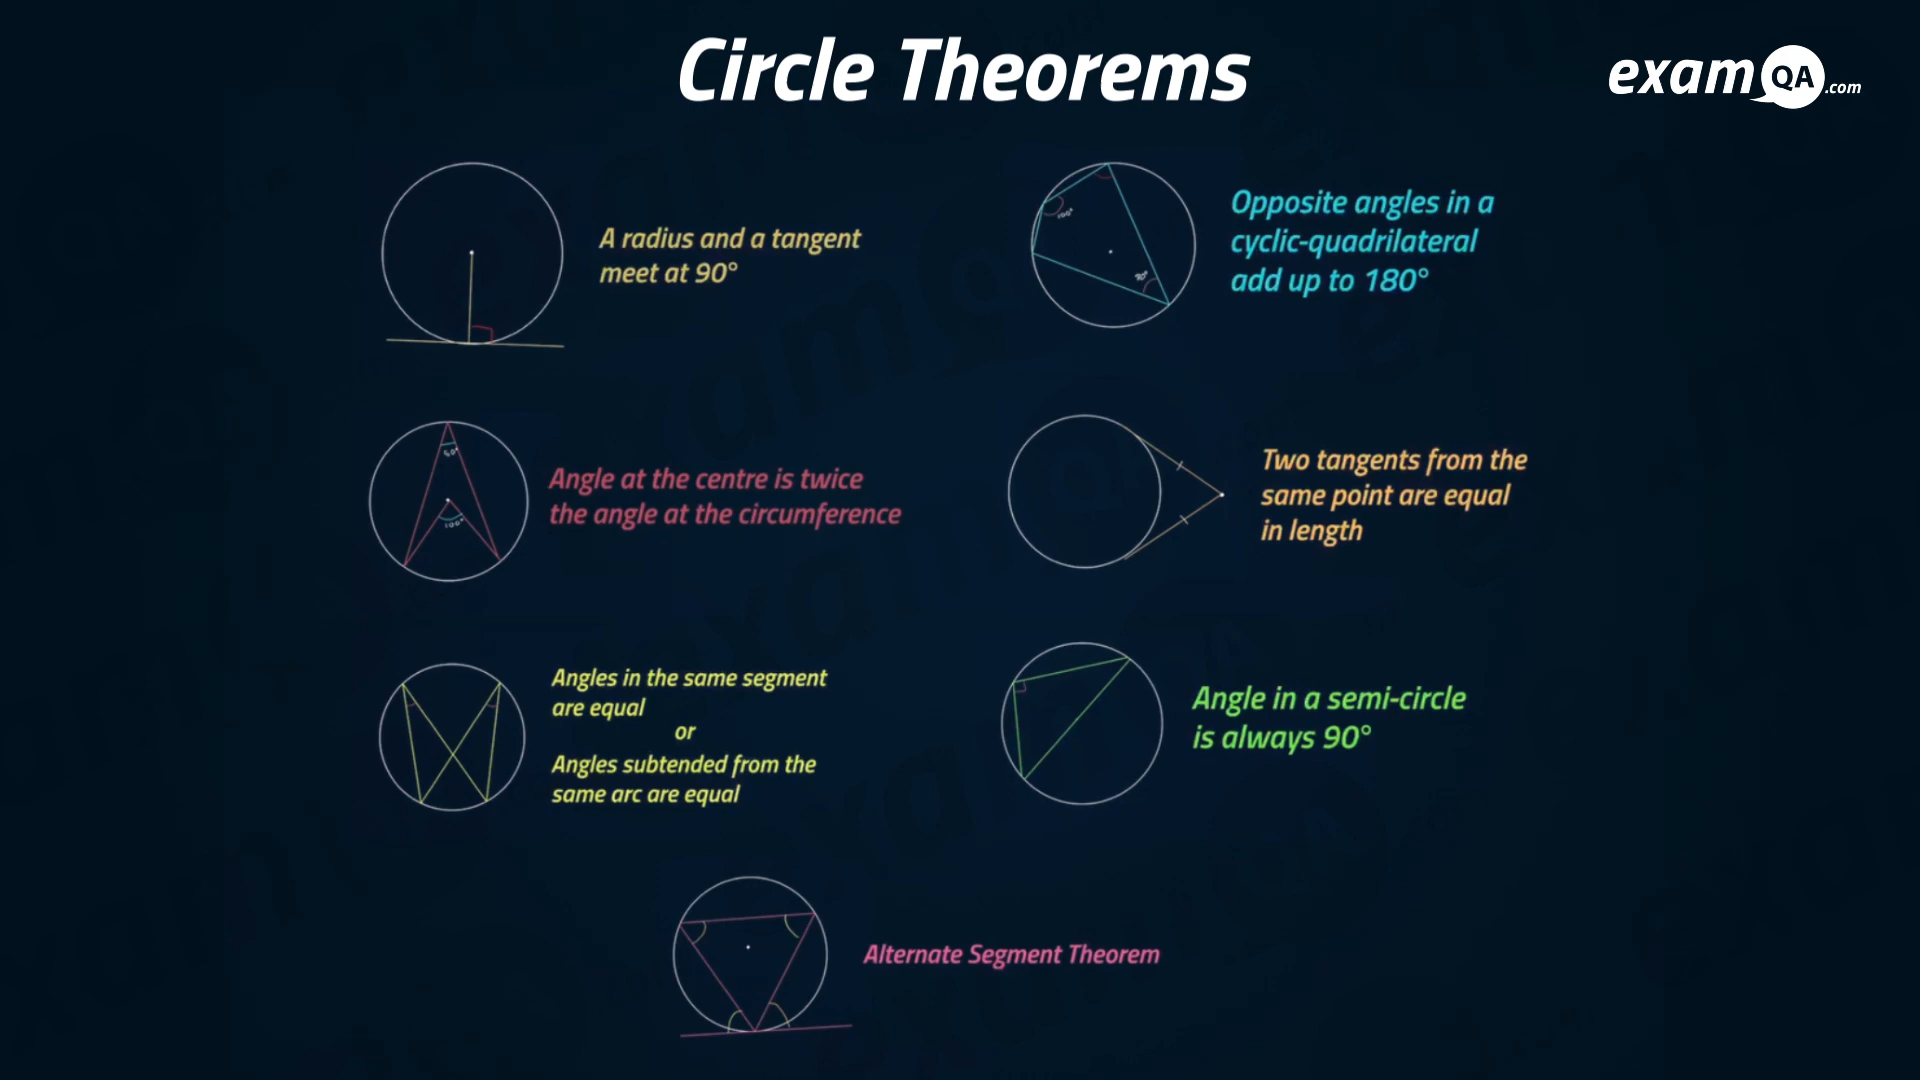 Circle Theorems
examQA.com
A radius and a tangent
meet at 90°
Opposite angles in a
cyclic-quadrilateral
add up to 180°
100°
Angle at the centre is twice
the angle at the circumference
100°
Two tangents from the
same point are equal
in length
Angles in the same segment
are equal
or
Angles subtended from the
same arc are equal
Angle in a semi-circle
is always 90°
Alternate Segment Theorem